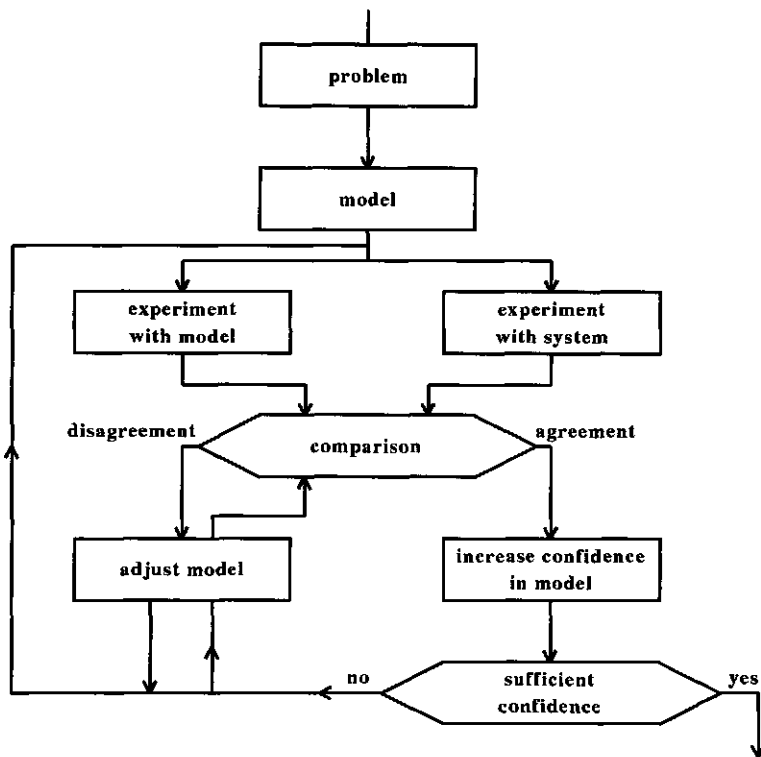 problem
model
experiment
with model
experiment
with system
disagreement
comparison
agreement
adjust model
increase confidence
in model
no
sufficient
confidence
yes